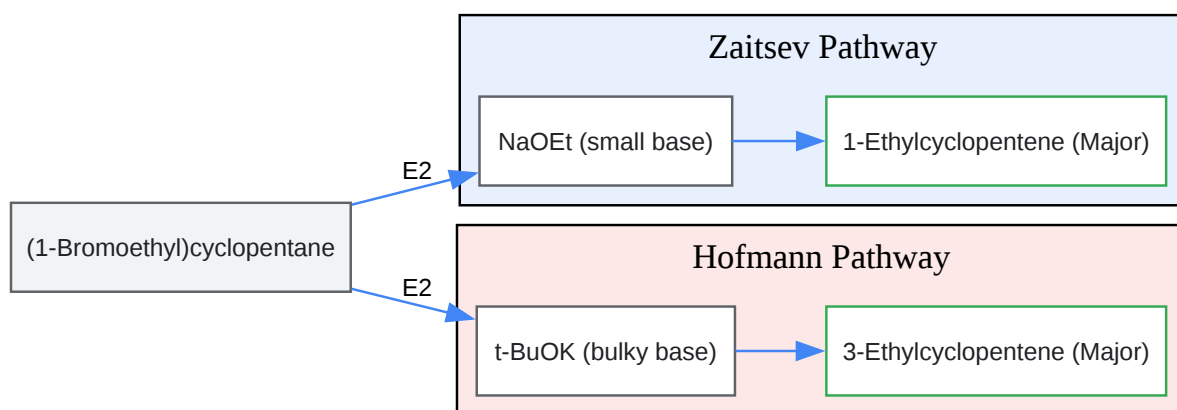 Zaitsev Pathway
NaOEt (small base)
1-Ethylcyclopentene (Major)
E2
(1-Bromoethyl)cyclopentane
E2
Hofmann Pathway
t-BuOK (bulky base)
3-Ethylcyclopentene (Major)